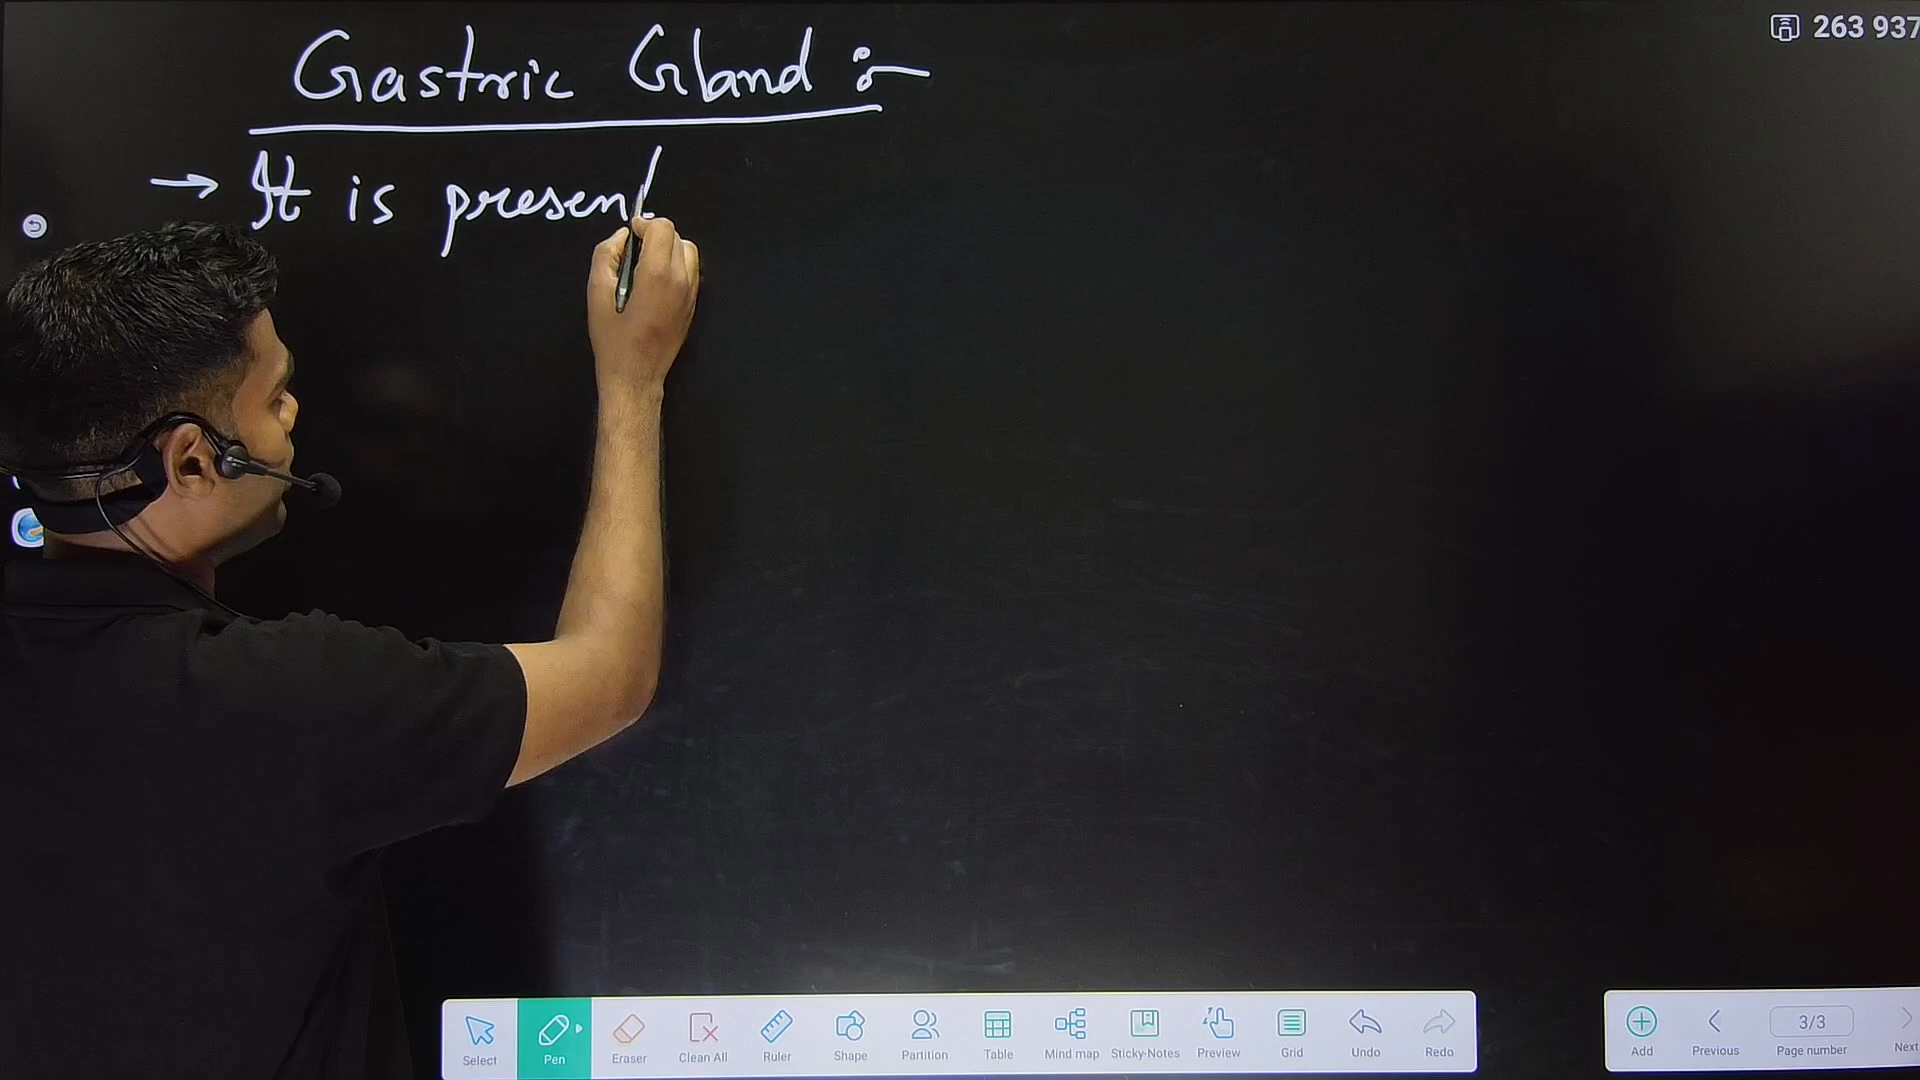 263 937
Gastric Gland :-
→ It is present
Select Pen Eraser Clean All Ruler Shape Partition Table Mind map Sticky-Notes Preview Grid Undo Redo
Add Previous 3/3 Page number Next